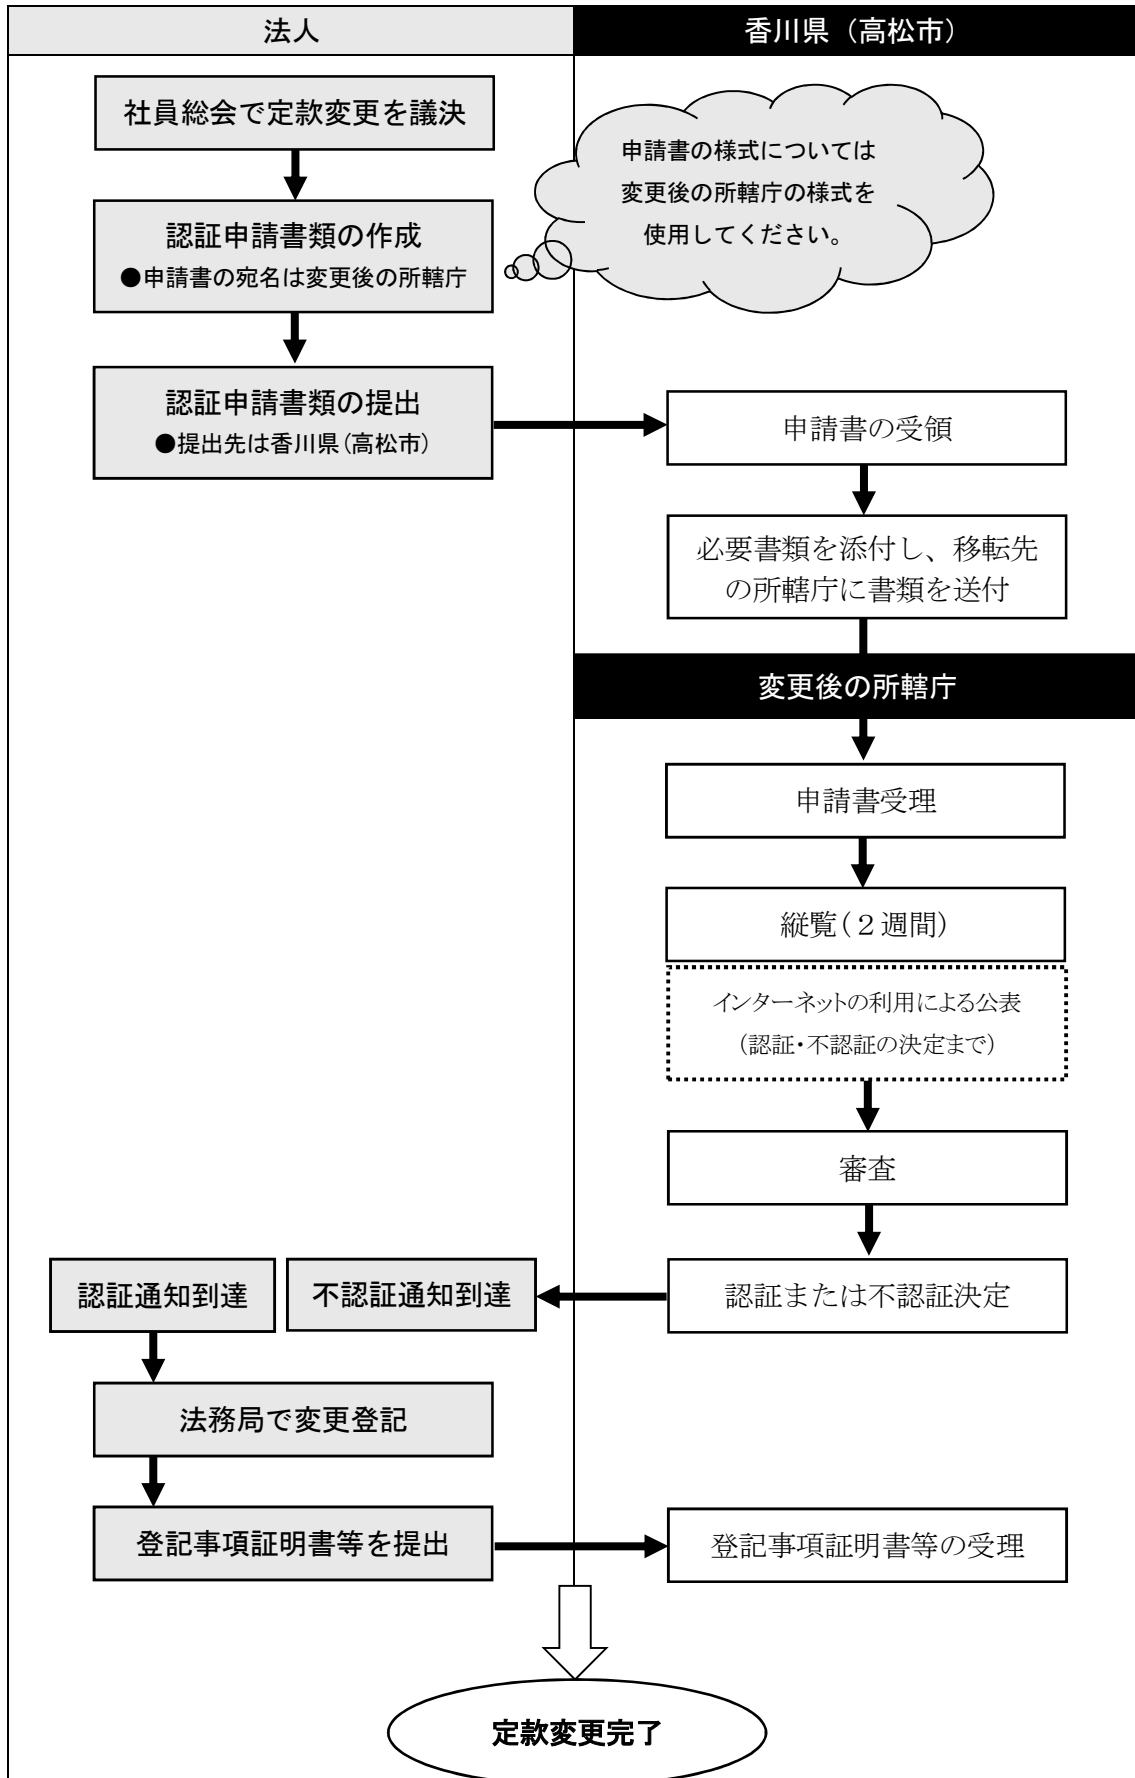 法人
香川県（高松市）
社員総会で定款変更を議決
申請書の様式については
変更後の所轄庁の様式を
使用してください。
認証申請書類の作成
●申請書の宛名は変更後の所轄庁
認証申請書類の提出
●提出先は香川県（高松市）
申請書の受領
必要書類を添付し、移転先
の所轄庁に書類を送付
変更後の所轄庁
申請書受理
縦覧（２週間）
インターネットの利用による公表
（認証・不認証の決定まで）
審査
認証通知到達
不認証通知到達
認証または不認証決定
法務局で変更登記
登記事項証明書等を提出
登記事項証明書等の受理
定款変更完了